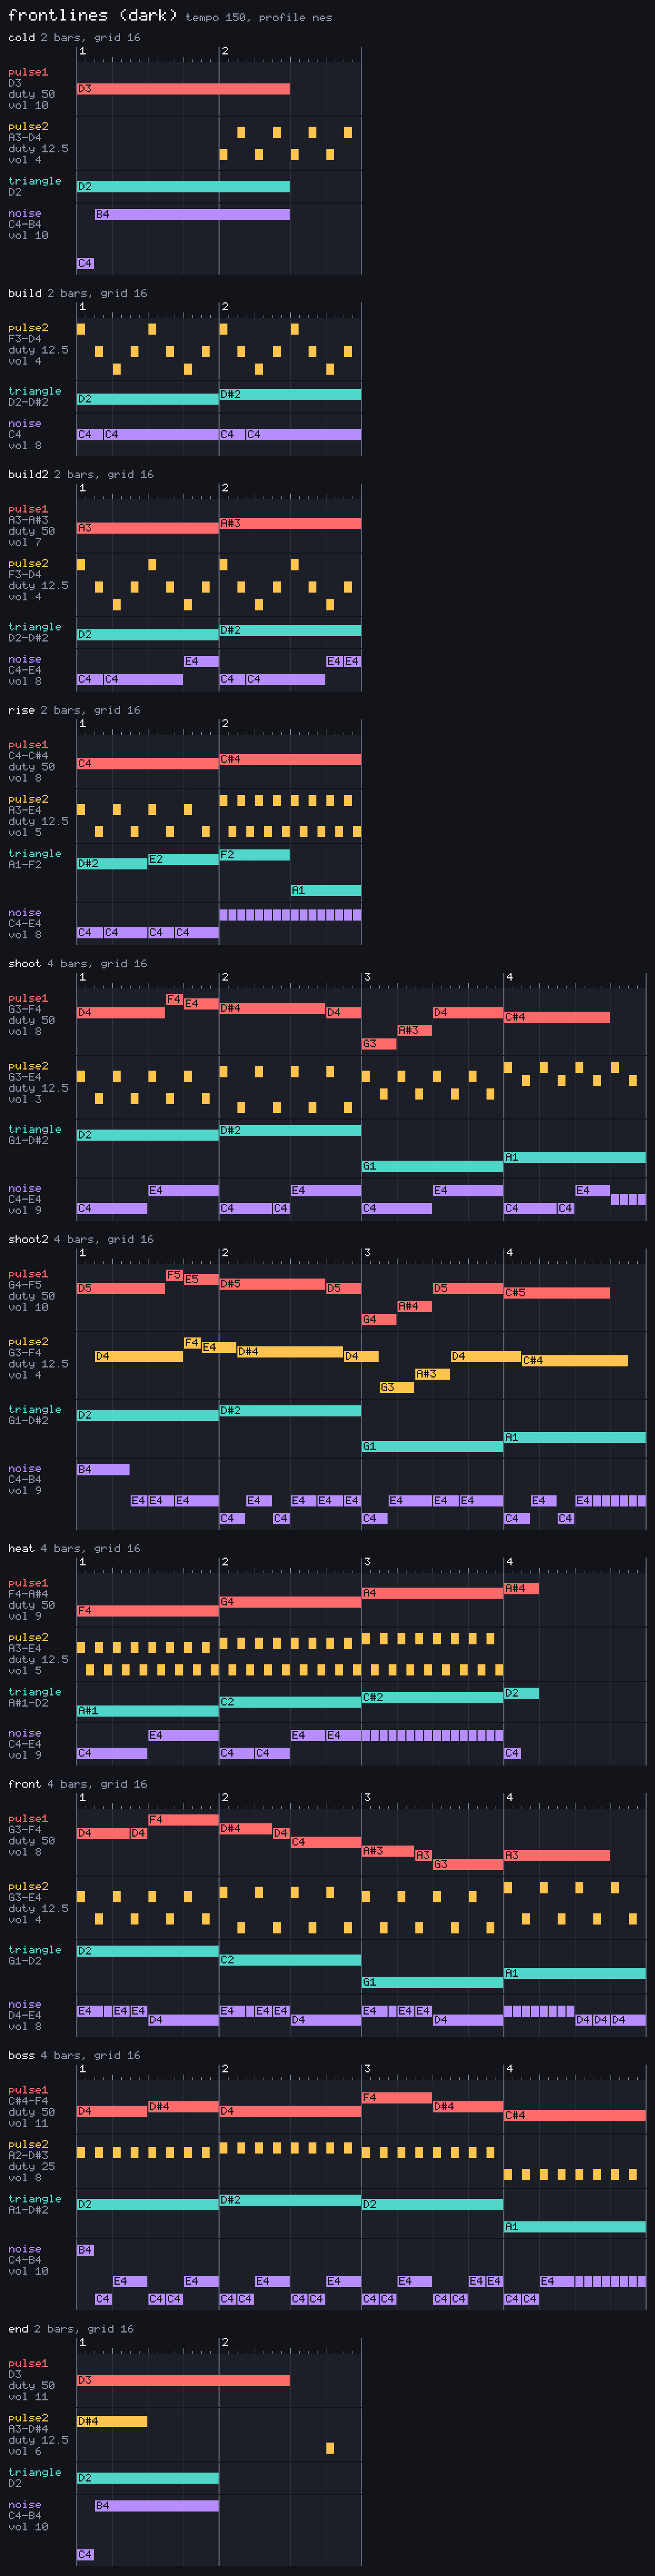 frontlines (dark) tempo 150, profile nes
cold 2 bars, grid 16
1 2
pulse1
D3
duty 50
vol 10
D3
pulse2
A3-D4
duty 12.5
vol 4
triangle
D2
D2
noise
C4-B4
vol 10
B4
C4
build 2 bars, grid 16
1 2
pulse2
F3-D4
duty 12.5
vol 4
triangle
D2-D#2
D2 D#2
noise
C4
vol 8
C4 C4 C4 C4
build2 2 bars, grid 16
1 2
pulse1
A3-A#3
duty 50
vol 7
A3 A#3
pulse2
F3-D4
duty 12.5
vol 4
triangle
D2-D#2
D2 D#2
noise
C4-E4
vol 8
E4 E4 E4
C4 C4 C4 C4
rise 2 bars, grid 16
1 2
pulse1
C4-C#4
duty 50
vol 8
C4 C#4
pulse2
A3-E4
duty 12.5
vol 5
triangle
A1-F2
D#2 E2 F2 A1
noise
C4-E4
vol 8
C4 C4 C4 C4
shoot 4 bars, grid 16
1 2 3 4
pulse1
G3-F4
duty 50
vol 8
D4 F4 E4 D#4 D4 G3 A#3 D4 C#4
pulse2
G3-E4
duty 12.5
vol 3
triangle
G1-D#2
D2 D#2 G1 A1
noise
C4-E4
vol 9
E4 E4 E4 E4
C4 C4 C4 C4 C4 C4
shoot2 4 bars, grid 16
1 2 3 4
pulse1
G4-F5
duty 50
vol 10
D5 F5 E5 D#5 D5 G4 A#4 D5 C#5
pulse2
G3-F4
duty 12.5
vol 4
D4 F4 E4 D#4 D4 G3 A#3 D4 C#4
triangle
G1-D#2
D2 D#2 G1 A1
noise
C4-B4
vol 9
B4
E4 E4 E4 E4 E4 E4 E4 E4 E4 E4 E4 E4
C4 C4 C4 C4 C4
heat 4 bars, grid 16
1 2 3 4
pulse1
F4-A#4
duty 50
vol 9
F4 G4 A4 A#4
pulse2
A3-E4
duty 12.5
vol 5
triangle
A#1-D2
A#1 C2 C#2 D2
noise
C4-E4
vol 9
E4 E4 E4
C4 C4 C4 C4
front 4 bars, grid 16
1 2 3 4
pulse1
G3-F4
duty 50
vol 8
D4 D4 F4 D#4 D4 C4 A#3 A3 G3 A3
pulse2
G3-E4
duty 12.5
vol 4
triangle
G1-D2
D2 C2 G1 A1
noise
D4-E4
vol 8
E4 E4 E4 E4 E4 E4 E4 E4 E4
D4 D4 D4 D4 D4 D4
boss 4 bars, grid 16
1 2 3 4
pulse1
C#4-F4
duty 50
vol 11
D4 D#4 D4 F4 D#4 C#4
pulse2
A2-D#3
duty 25
vol 8
triangle
A1-D#2
D2 D#2 D2 A1
noise
C4-B4
vol 10
B4
E4 E4 E4 E4 E4 E4 E4 E4
C4 C4 C4 C4 C4 C4 C4 C4 C4 C4 C4 C4 C4
end 2 bars, grid 16
1 2
pulse1
D3
duty 50
vol 11
D3
pulse2
A3-D#4
duty 12.5
vol 6
D#4
triangle
D2
D2
noise
C4-B4
vol 10
B4
C4